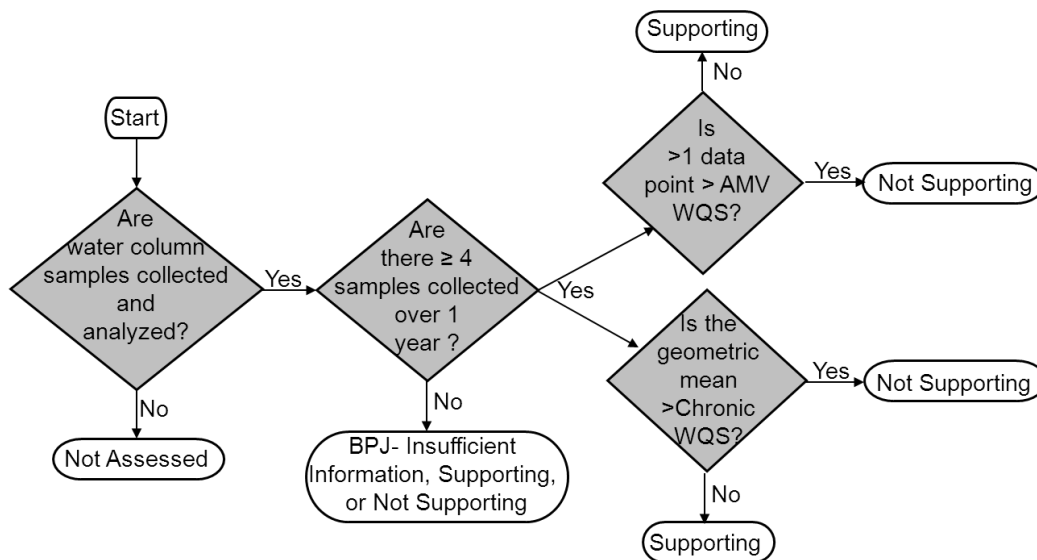 Start
Are
water column
samples collected
and
analyzed?
No
Not Assessed
Yes
Are
there ≥ 4
samples collected
over 1
year ?
No
BPJ- Insufficient
Information, Supporting,
or Not Supporting
Yes
Supporting
No
Is
>1 data
point > AMV
WQS?
Yes
Not Supporting
Is the
geometric
mean
>Chronic
WQS?
Yes
Not Supporting
No
Supporting